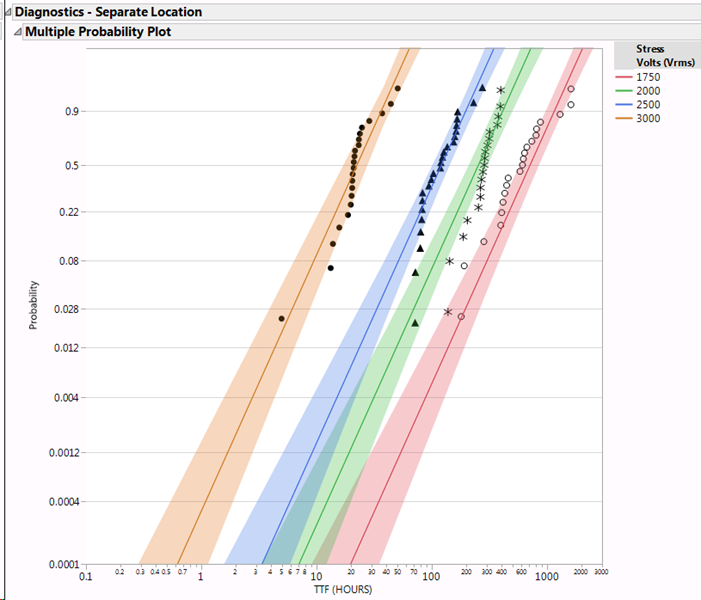 Diagnostics - Separate Location
Multiple Probability Plot
Stress
Volts (Vrms)
1750
2000
2500
3000
0.9
0.5
0.22
0.08
0.028
0.012
0.004
0.0012
0.0004
0.0001
Probability
0.1 0.2 0.3 0.4 0.5 0.7 1 2 3 4 5 6 7 8 10 20 30 40 50 70 100 200 300 400 600 1000 2000 3000
TTF (HOURS)